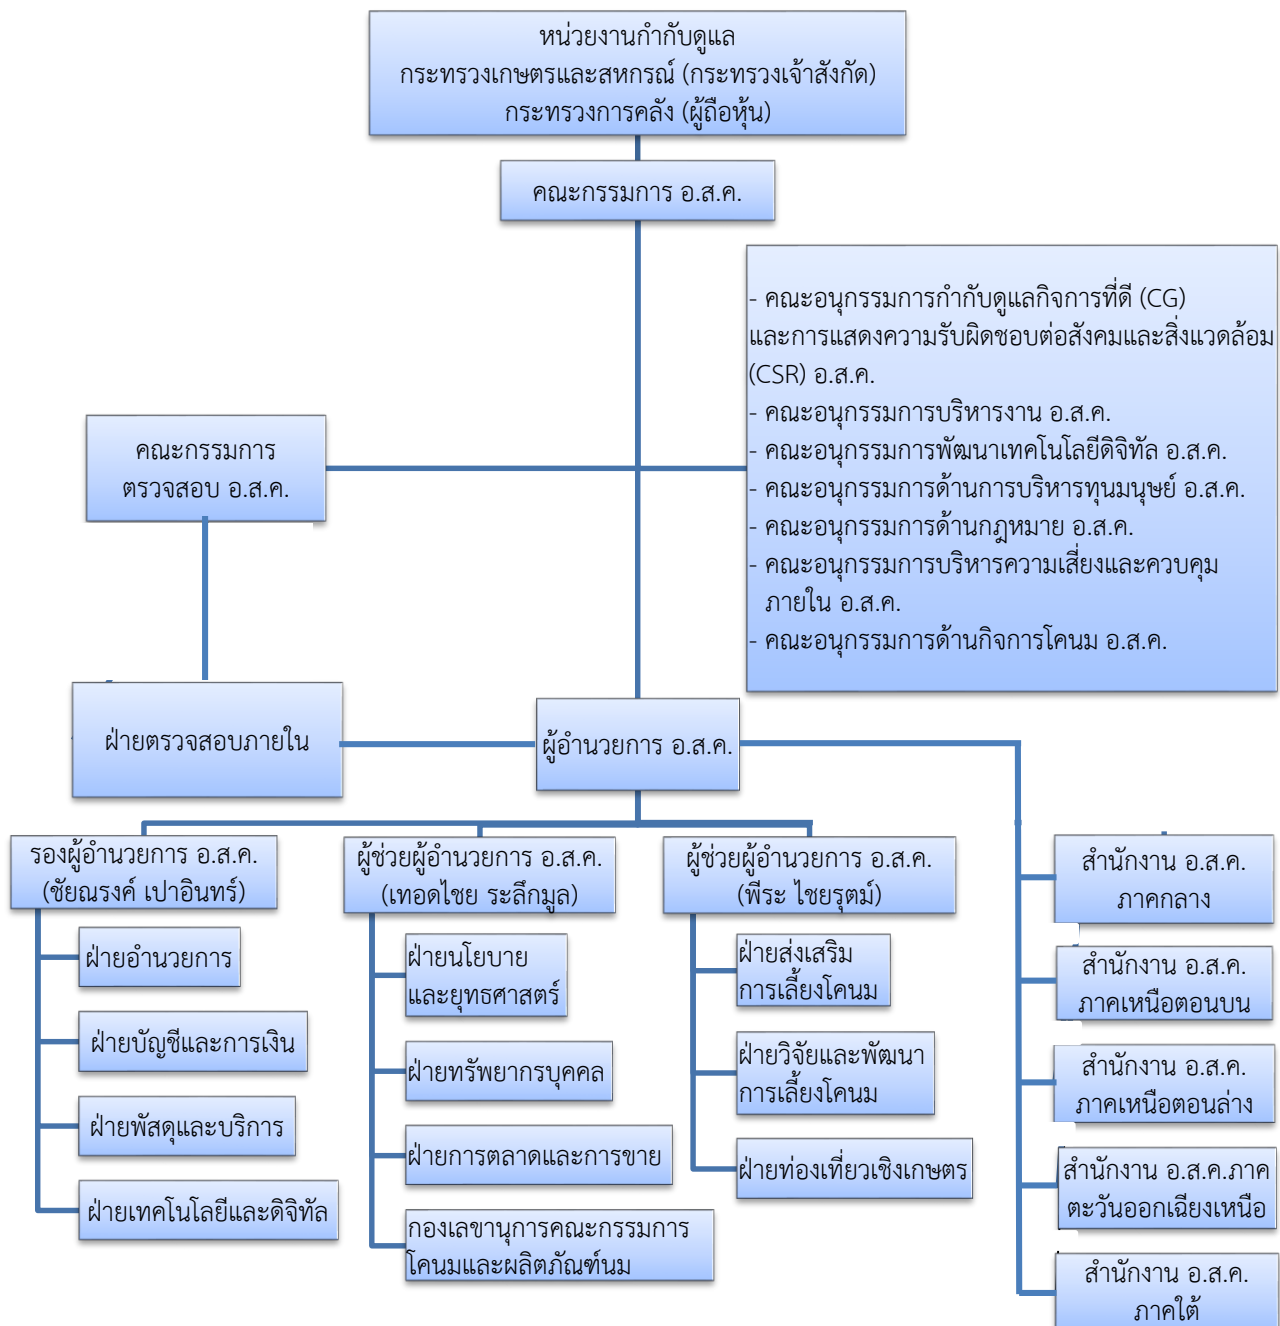 หน่วยงานกำกับดูแล
กระทรวงเกษตรและสหกรณ์ (กระทรวงเจ้าสังกัด)
กระทรวงการคลัง (ผู้ถือหุ้น)
คณะกรรมการ อ.ส.ค.
- คณะอนุกรรมการกำกับดูแลกิจการที่ดี (CG)
และการแสดงความรับผิดชอบต่อสังคมและสิ่งแวดล้อม
(CSR) อ.ส.ค.
- คณะอนุกรรมการบริหารงาน อ.ส.ค.
- คณะอนุกรรมการพัฒนาเทคโนโลยีดิจิทัล อ.ส.ค.
- คณะอนุกรรมการด้านการบริหารทุนมนุษย์ อ.ส.ค.
- คณะอนุกรรมการด้านกฎหมาย อ.ส.ค.
- คณะอนุกรรมการบริหารความเสี่ยงและควบคุม
ภายใน อ.ส.ค.
- คณะอนุกรรมการด้านกิจการโคนม อ.ส.ค.
คณะกรรมการ
ตรวจสอบ อ.ส.ค.
ฝ่ายตรวจสอบภายใน
ผู้อำนวยการ อ.ส.ค.
รองผู้อำนวยการ อ.ส.ค.
(ชัยณรงค์ เปาอินทร์)
ฝ่ายอำนวยการ
ฝ่ายบัญชีและการเงิน
ฝ่ายพัสดุและบริการ
ฝ่ายเทคโนโลยีและดิจิทัล
ผู้ช่วยผู้อำนวยการ อ.ส.ค.
(เทอดไชย ระลึกมูล)
ฝ่ายนโยบาย
และยุทธศาสตร์
ฝ่ายทรัพยากรบุคคล
ฝ่ายการตลาดและการขาย
กองเลขานุการคณะกรรมการ
โคนมและผลิตภัณฑ์นม
ผู้ช่วยผู้อำนวยการ อ.ส.ค.
(พีระ ไชยรุตม์)
ฝ่ายส่งเสริม
การเลี้ยงโคนม
ฝ่ายวิจัยและพัฒนา
การเลี้ยงโคนม
ฝ่ายท่องเที่ยวเชิงเกษตร
สำนักงาน อ.ส.ค.
ภาคกลาง
สำนักงาน อ.ส.ค.
ภาคเหนือตอนบน
สำนักงาน อ.ส.ค.
ภาคเหนือตอนล่าง
สำนักงาน อ.ส.ค.ภาค
ตะวันออกเฉียงเหนือ
สำนักงาน อ.ส.ค.
ภาคใต้